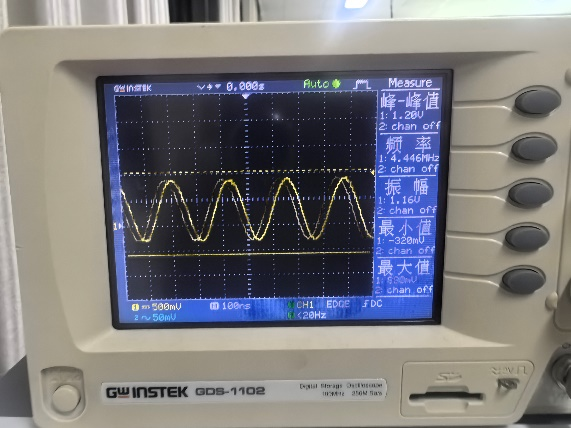 GWINSTEK
0.000s
Auto
Measure
峰-峰值
1: 1.20V
2: chan off
频 率
1: 4.446MHz
2: chan off
振 幅
1: 1.16V
2: chan off
最小值
1: -320mV
2: chan off
最大值
2: chan off
1
1 500mV
2 50mV
100ns
CH1 EDGE DC
<20Hz
GW INSTEK GDS-1102
Digital Storage Oscilloscope
100MHz 250M Sa/s